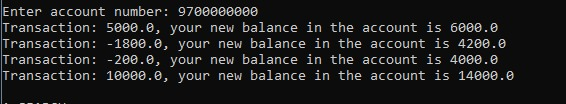 Enter account number: 9700000000
Transaction: 5000.0, your new balance in the account is 6000.0
Transaction: -1800.0, your new balance in the account is 4200.0
Transaction: -200.0, your new balance in the account is 4000.0
Transaction: 10000.0, your new balance in the account is 14000.0